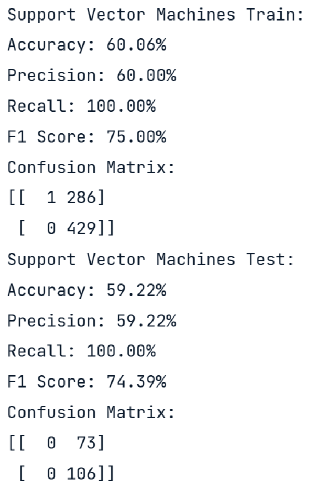 Support Vector Machines Train:
Accuracy: 60.06%
Precision: 60.00%
Recall: 100.00%
F1 Score: 75.00%
Confusion Matrix:
[[  1 286]
 [  0 429]]
Support Vector Machines Test:
Accuracy: 59.22%
Precision: 59.22%
Recall: 100.00%
F1 Score: 74.39%
Confusion Matrix:
[[  0  73]
 [  0 106]]